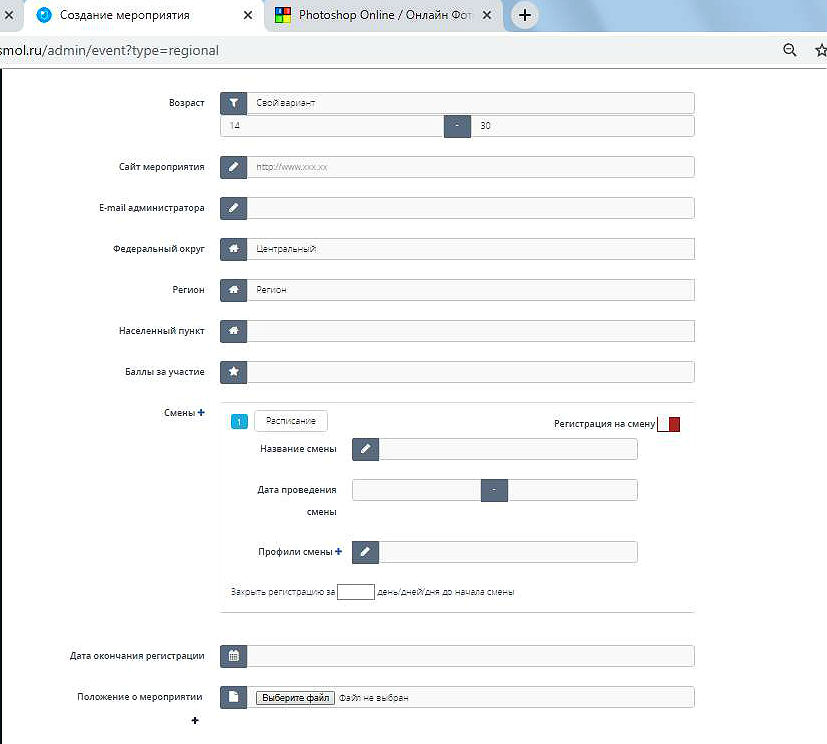 Создание мероприятия
Photoshop Online / Онлайн Фот
smol.ru/admin/event?type=regional
Возраст
Свой вариант
14 - 30
Сайт мероприятия
http://www.xxx.xx
E-mail администратора
Федеральный округ
Центральный
Регион
Регион
Населенный пункт
Баллы за участие
Смены +
1 Расписание
Регистрация на смену
Название смены
Дата проведения
смены
-
Профили смены +
Закрыть регистрацию за день/дней/дня до начала смены
Дата окончания регистрации
Положение о мероприятии
+
Выберите файл Файл не выбран